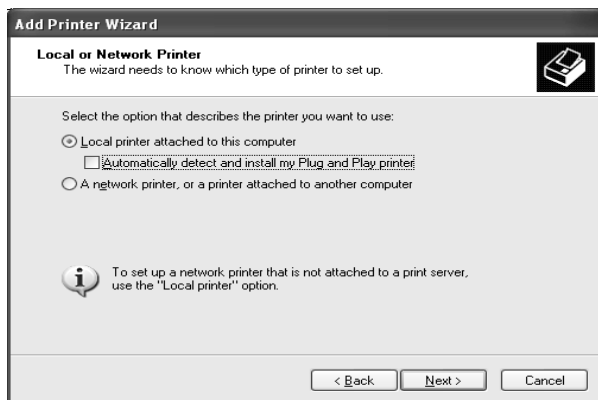 Add Printer Wizard
Local or Network Printer
The wizard needs to know which type of printer to set up.
Select the option that describes the printer you want to use:
Local printer attached to this computer
Automatically detect and install my Plug and Play printer
A network printer, or a printer attached to another computer
To set up a network printer that is not attached to a print server,
use the "Local printer" option.
< Back Next > Cancel